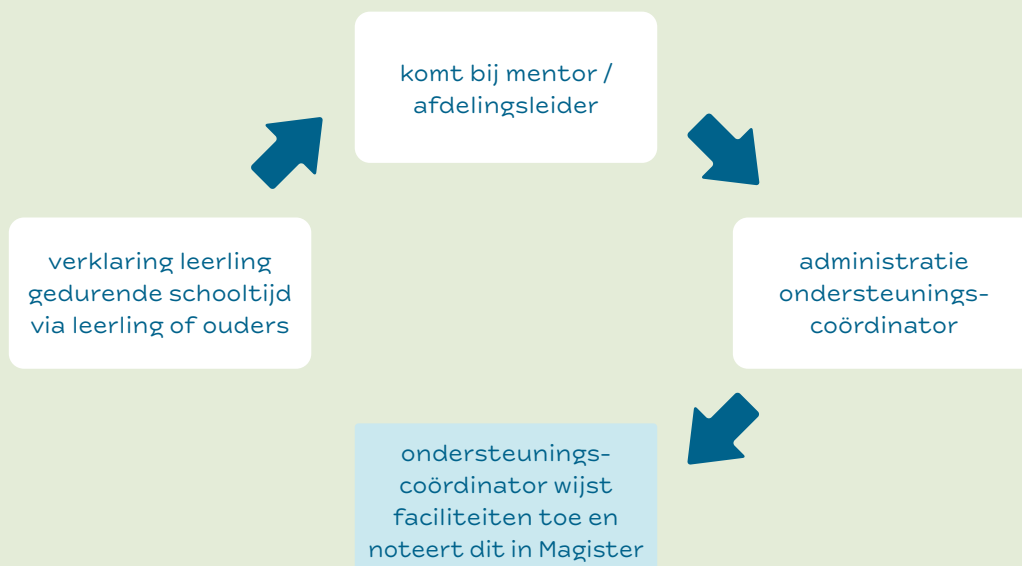 komt bij mentor /
afdelingsleider
verklaring leerling
gedurende schooltijd
via leerling of ouders
administratie
ondersteunings-
coördinator
ondersteunings-
coördinator wijst
faciliteiten toe en
noteert dit in Magister